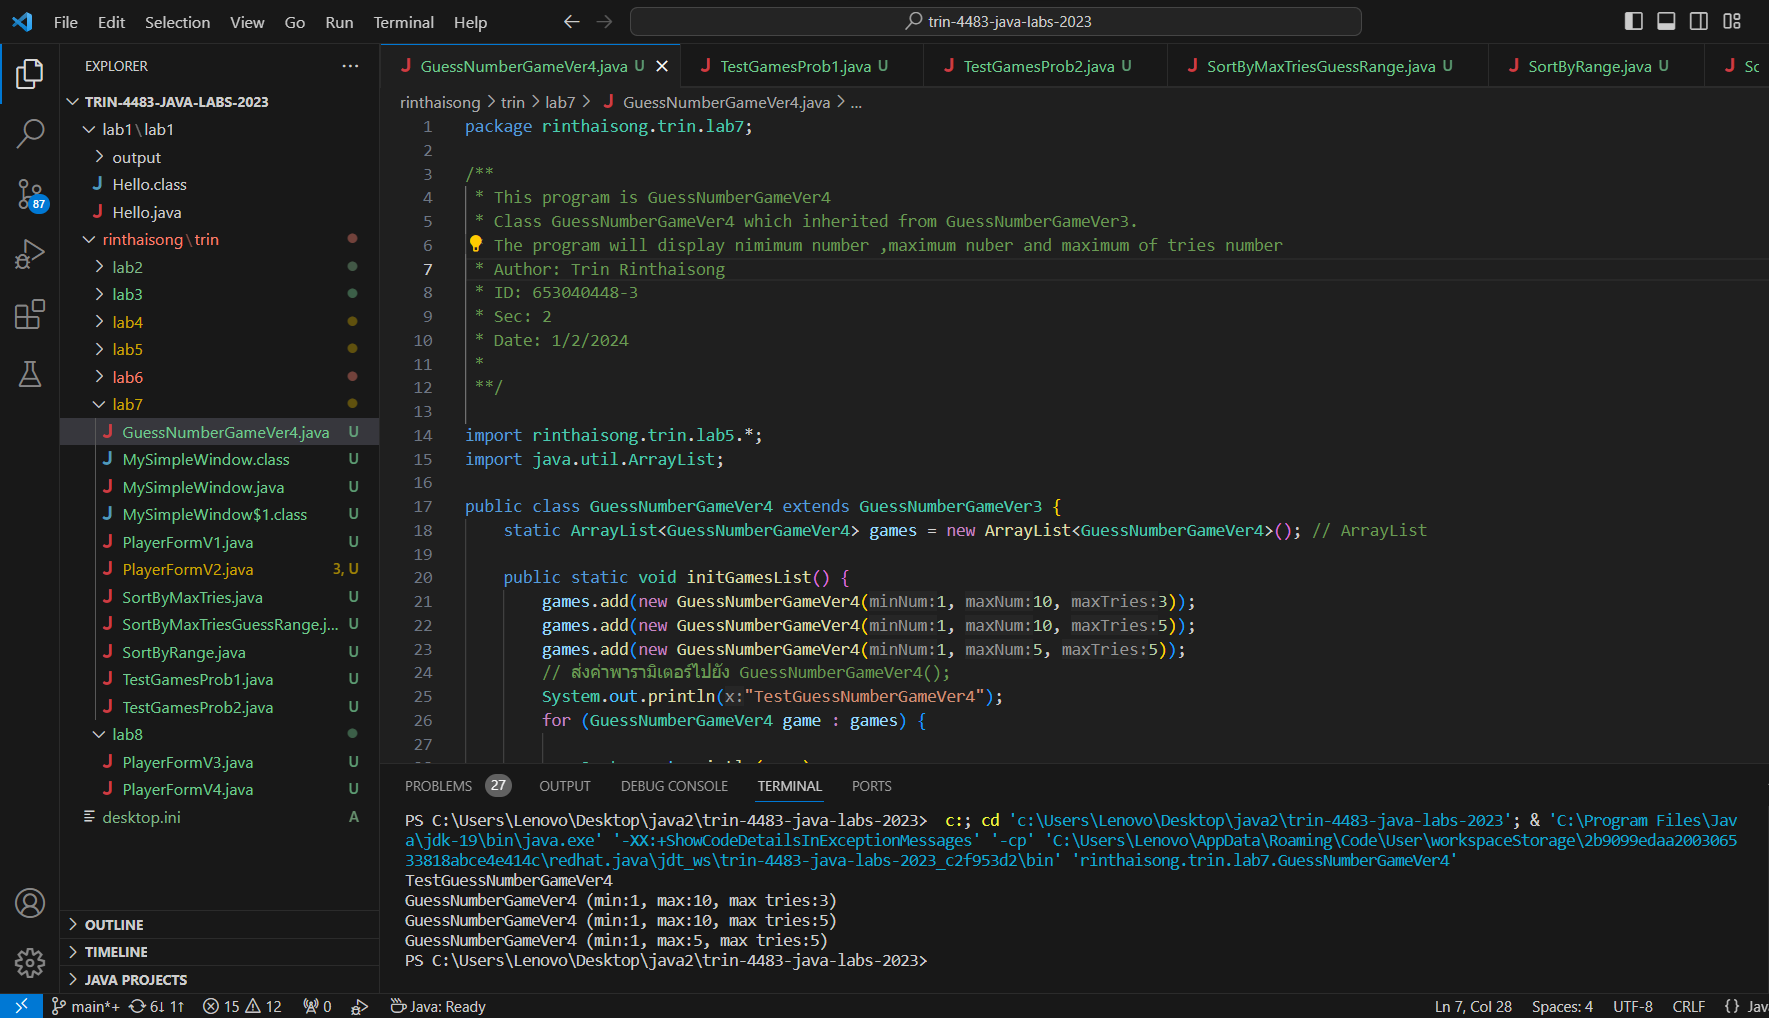 File Edit Selection View Go Run Terminal Help
trin-4483-java-labs-2023
EXPLORER
TRIN-4483-JAVA-LABS-2023
lab1\lab1
output
Hello.class
Hello.java
rinthaisong\trin
lab2
lab3
lab4
lab5
lab6
lab7
GuessNumberGameVer4.java U
MySimpleWindow.class U
MySimpleWindow.java U
MySimpleWindow$1.class U
PlayerFormV1.java U
PlayerFormV2.java 3, U
SortByMaxTries.java U
SortByMaxTriesGuessRange.j... U
SortByRange.java U
TestGamesProb1.java U
TestGamesProb2.java U
lab8
PlayerFormV3.java U
PlayerFormV4.java U
desktop.ini A
OUTLINE
TIMELINE
JAVA PROJECTS
87
GuessNumberGameVer4.java U TestGamesProb1.java U TestGamesProb2.java U SortByMaxTriesGuessRange.java U SortByRange.java U Sc
rinthaisong > trin > lab7 > GuessNumberGameVer4.java > ...
1 package rinthaisong.trin.lab7;
2
3 /**
4 * This program is GuessNumberGameVer4
5 * Class GuessNumberGameVer4 which inherited from GuessNumberGameVer3.
6 The program will display nimimum number ,maximum nuber and maximum of tries number
7 * Author: Trin Rinthaisong
8 * ID: 653040448-3
9 * Sec: 2
10 * Date: 1/2/2024
11 *
12 **/
13
14 import rinthaisong.trin.lab5.*;
15 import java.util.ArrayList;
16
17 public class GuessNumberGameVer4 extends GuessNumberGameVer3 {
18 static ArrayList<GuessNumberGameVer4> games = new ArrayList<GuessNumberGameVer4>(); // ArrayList
19
20 public static void initGamesList() {
21 games.add(new GuessNumberGameVer4(minNum:1, maxNum:10, maxTries:3));
22 games.add(new GuessNumberGameVer4(minNum:1, maxNum:10, maxTries:5));
23 games.add(new GuessNumberGameVer4(minNum:1, maxNum:5, maxTries:5));
24 // ส่งค่าพารามิเตอร์ไปยัง GuessNumberGameVer4();
25 System.out.println(x:"TestGuessNumberGameVer4");
26 for (GuessNumberGameVer4 game : games) {
27
PROBLEMS 27 OUTPUT DEBUG CONSOLE TERMINAL PORTS
PS C:\Users\Lenovo\Desktop\java2\trin-4483-java-labs-2023> c:; cd 'c:\Users\Lenovo\Desktop\java2\trin-4483-java-labs-2023'; & 'C:\Program Files\Jav
a\jdk-19\bin\java.exe' '-XX:+ShowCodeDetailsInExceptionMessages' '-cp' 'C:\Users\Lenovo\AppData\Roaming\Code\User\workspaceStorage\2b9099edaa2003065
33818abce4e414c\redhat.java\jdt_ws\trin-4483-java-labs-2023_c2f953d2\bin' 'rinthaisong.trin.lab7.GuessNumberGameVer4'
TestGuessNumberGameVer4
GuessNumberGameVer4 (min:1, max:10, max tries:3)
GuessNumberGameVer4 (min:1, max:10, max tries:5)
GuessNumberGameVer4 (min:1, max:5, max tries:5)
PS C:\Users\Lenovo\Desktop\java2\trin-4483-java-labs-2023>
main*+ 6↓ 1↑ 15 12 0 Java: Ready Ln 7, Col 28 Spaces: 4 UTF-8 CRLF {} Jav